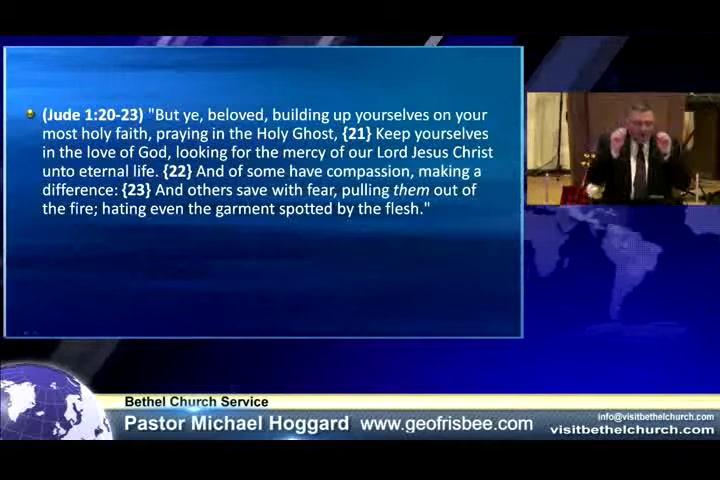 (Jude 1:20-23) "But ye, beloved, building up yourselves on your
most holy faith, praying in the Holy Ghost, {21} Keep yourselves
in the love of God, looking for the mercy of our Lord Jesus Christ
unto eternal life. {22} And of some have compassion, making a
difference: {23} And others save with fear, pulling them out of
the fire; hating even the garment spotted by the flesh."
Bethel Church Service
Pastor Michael Hoggard www.geofrisbee.com
info@visitbethelchurch.com
visitbethelchurch.com